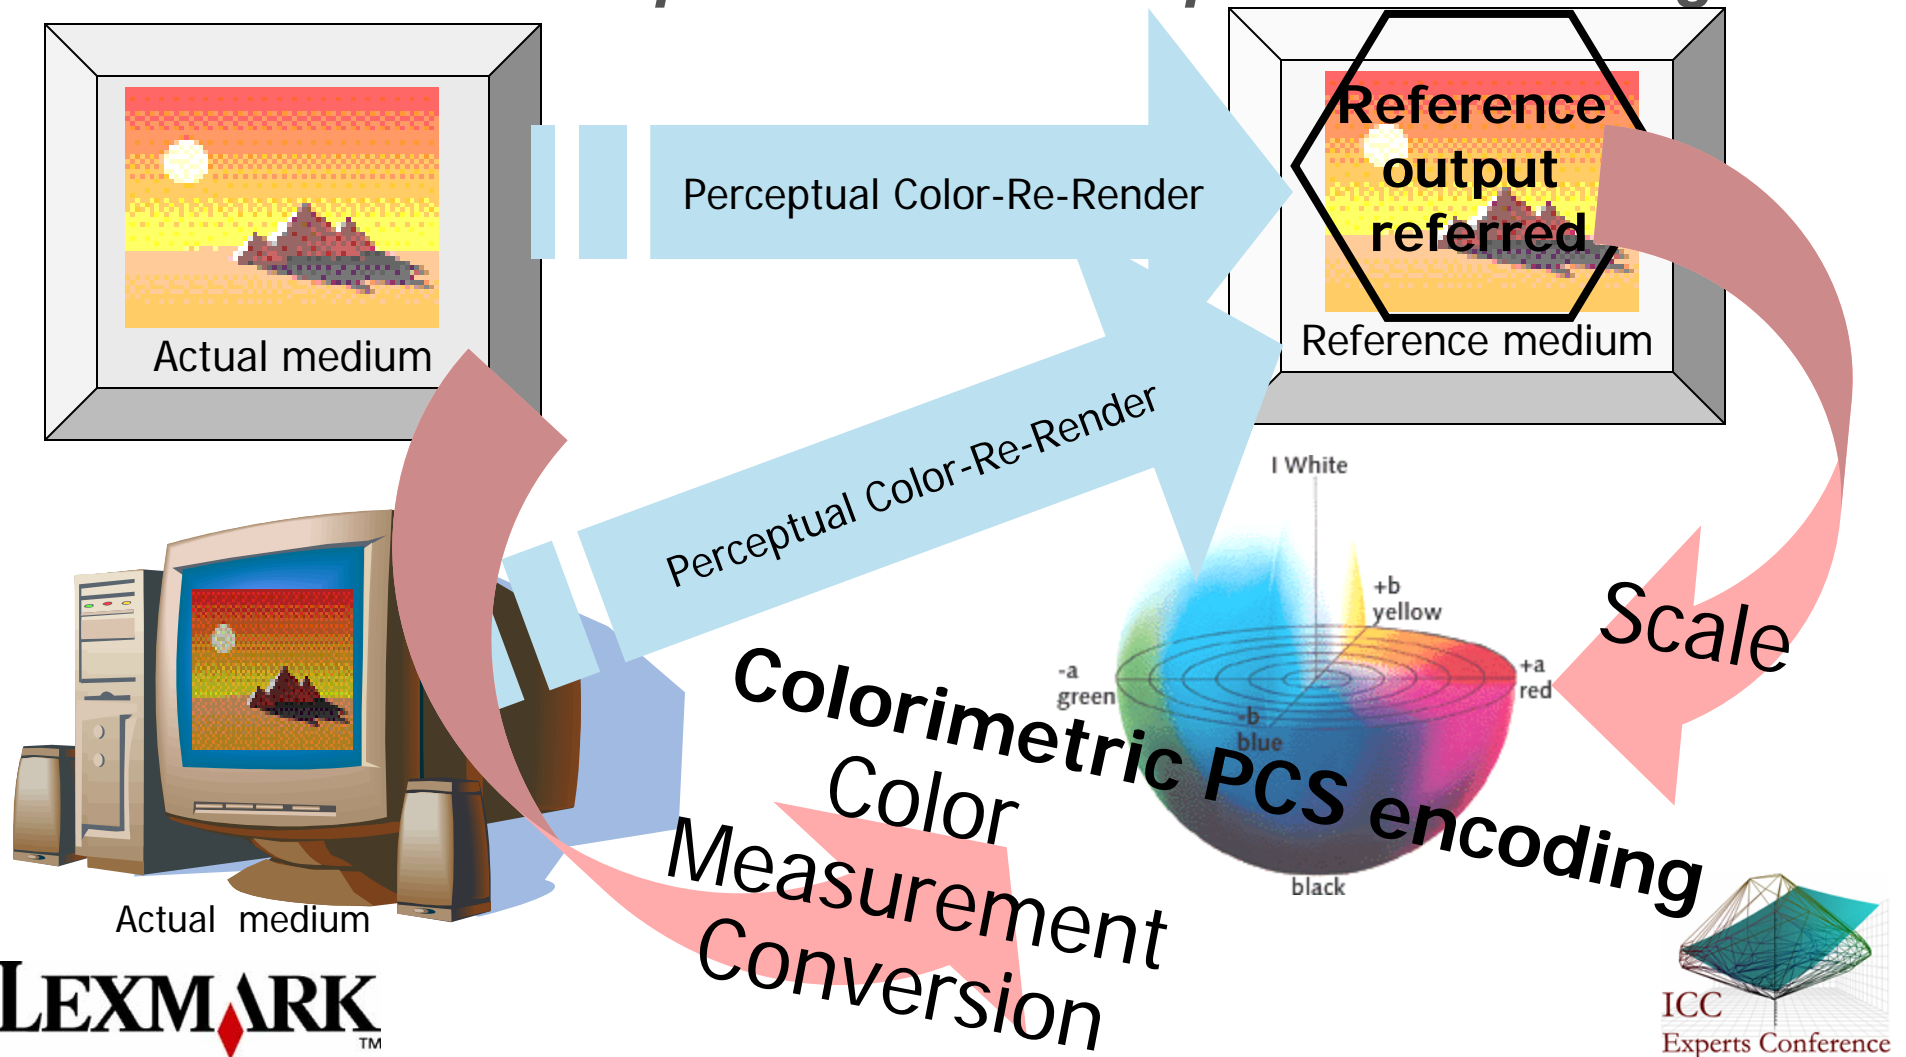 Actual medium
Perceptual Color-Re-Render
Reference
output
referred
Reference medium
Perceptual Color-Re-Render
l White
+b
yellow
-a
green
+a
red
-b
blue
black
Scale
Colorimetric PCS encoding
Color
Measurement
Conversion
Actual medium
LEXMARK
TM
ICC
Experts Conference